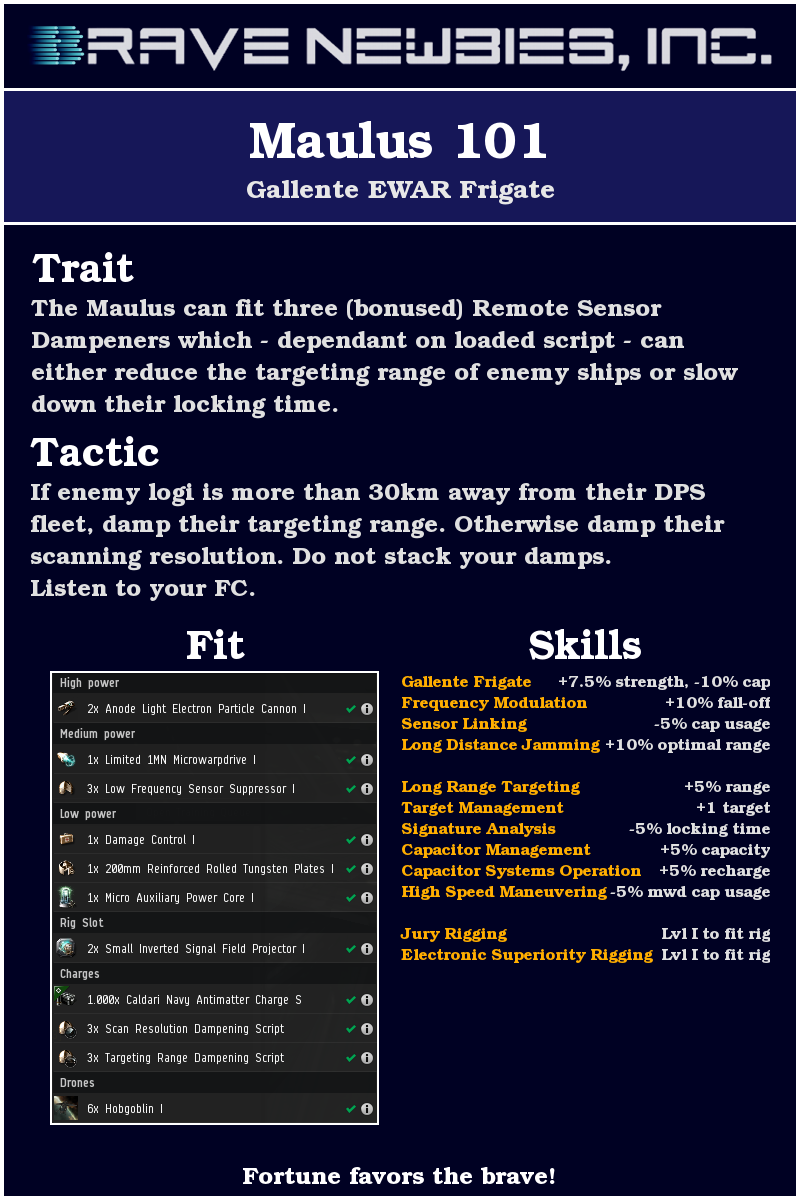 BRAVE NEWBIES, INC.
Maulus 101
Gallente EWAR Frigate
Trait
The Maulus can fit three (bonused) Remote Sensor
Dampeners which - dependant on loaded script - can
either reduce the targeting range of enemy ships or slow
down their locking time.
Tactic
If enemy logi is more than 30km away from their DPS
fleet, damp their targeting range. Otherwise damp their
scanning resolution. Do not stack your damps.
Listen to your FC.
Fit
High power
2x Anode Light Electron Particle Cannon I
Medium power
1x Limited 1MN Microwarpdrive I
3x Low Frequency Sensor Suppressor I
Low power
1x Damage Control I
1x 200mm Reinforced Rolled Tungsten Plates I
1x Micro Auxiliary Power Core I
Rig Slot
2x Small Inverted Signal Field Projector I
Charges
1.000x Caldari Navy Antimatter Charge S
3x Scan Resolution Dampening Script
3x Targeting Range Dampening Script
Drones
6x Hobgoblin I
Skills
Gallente Frigate +7.5% strength, -10% cap
Frequency Modulation +10% fall-off
Sensor Linking -5% cap usage
Long Distance Jamming +10% optimal range
Long Range Targeting +5% range
Target Management +1 target
Signature Analysis -5% locking time
Capacitor Management +5% capacity
Capacitor Systems Operation +5% recharge
High Speed Maneuvering -5% mwd cap usage
Jury Rigging Lvl I to fit rig
Electronic Superiority Rigging Lvl I to fit rig
Fortune favors the brave!